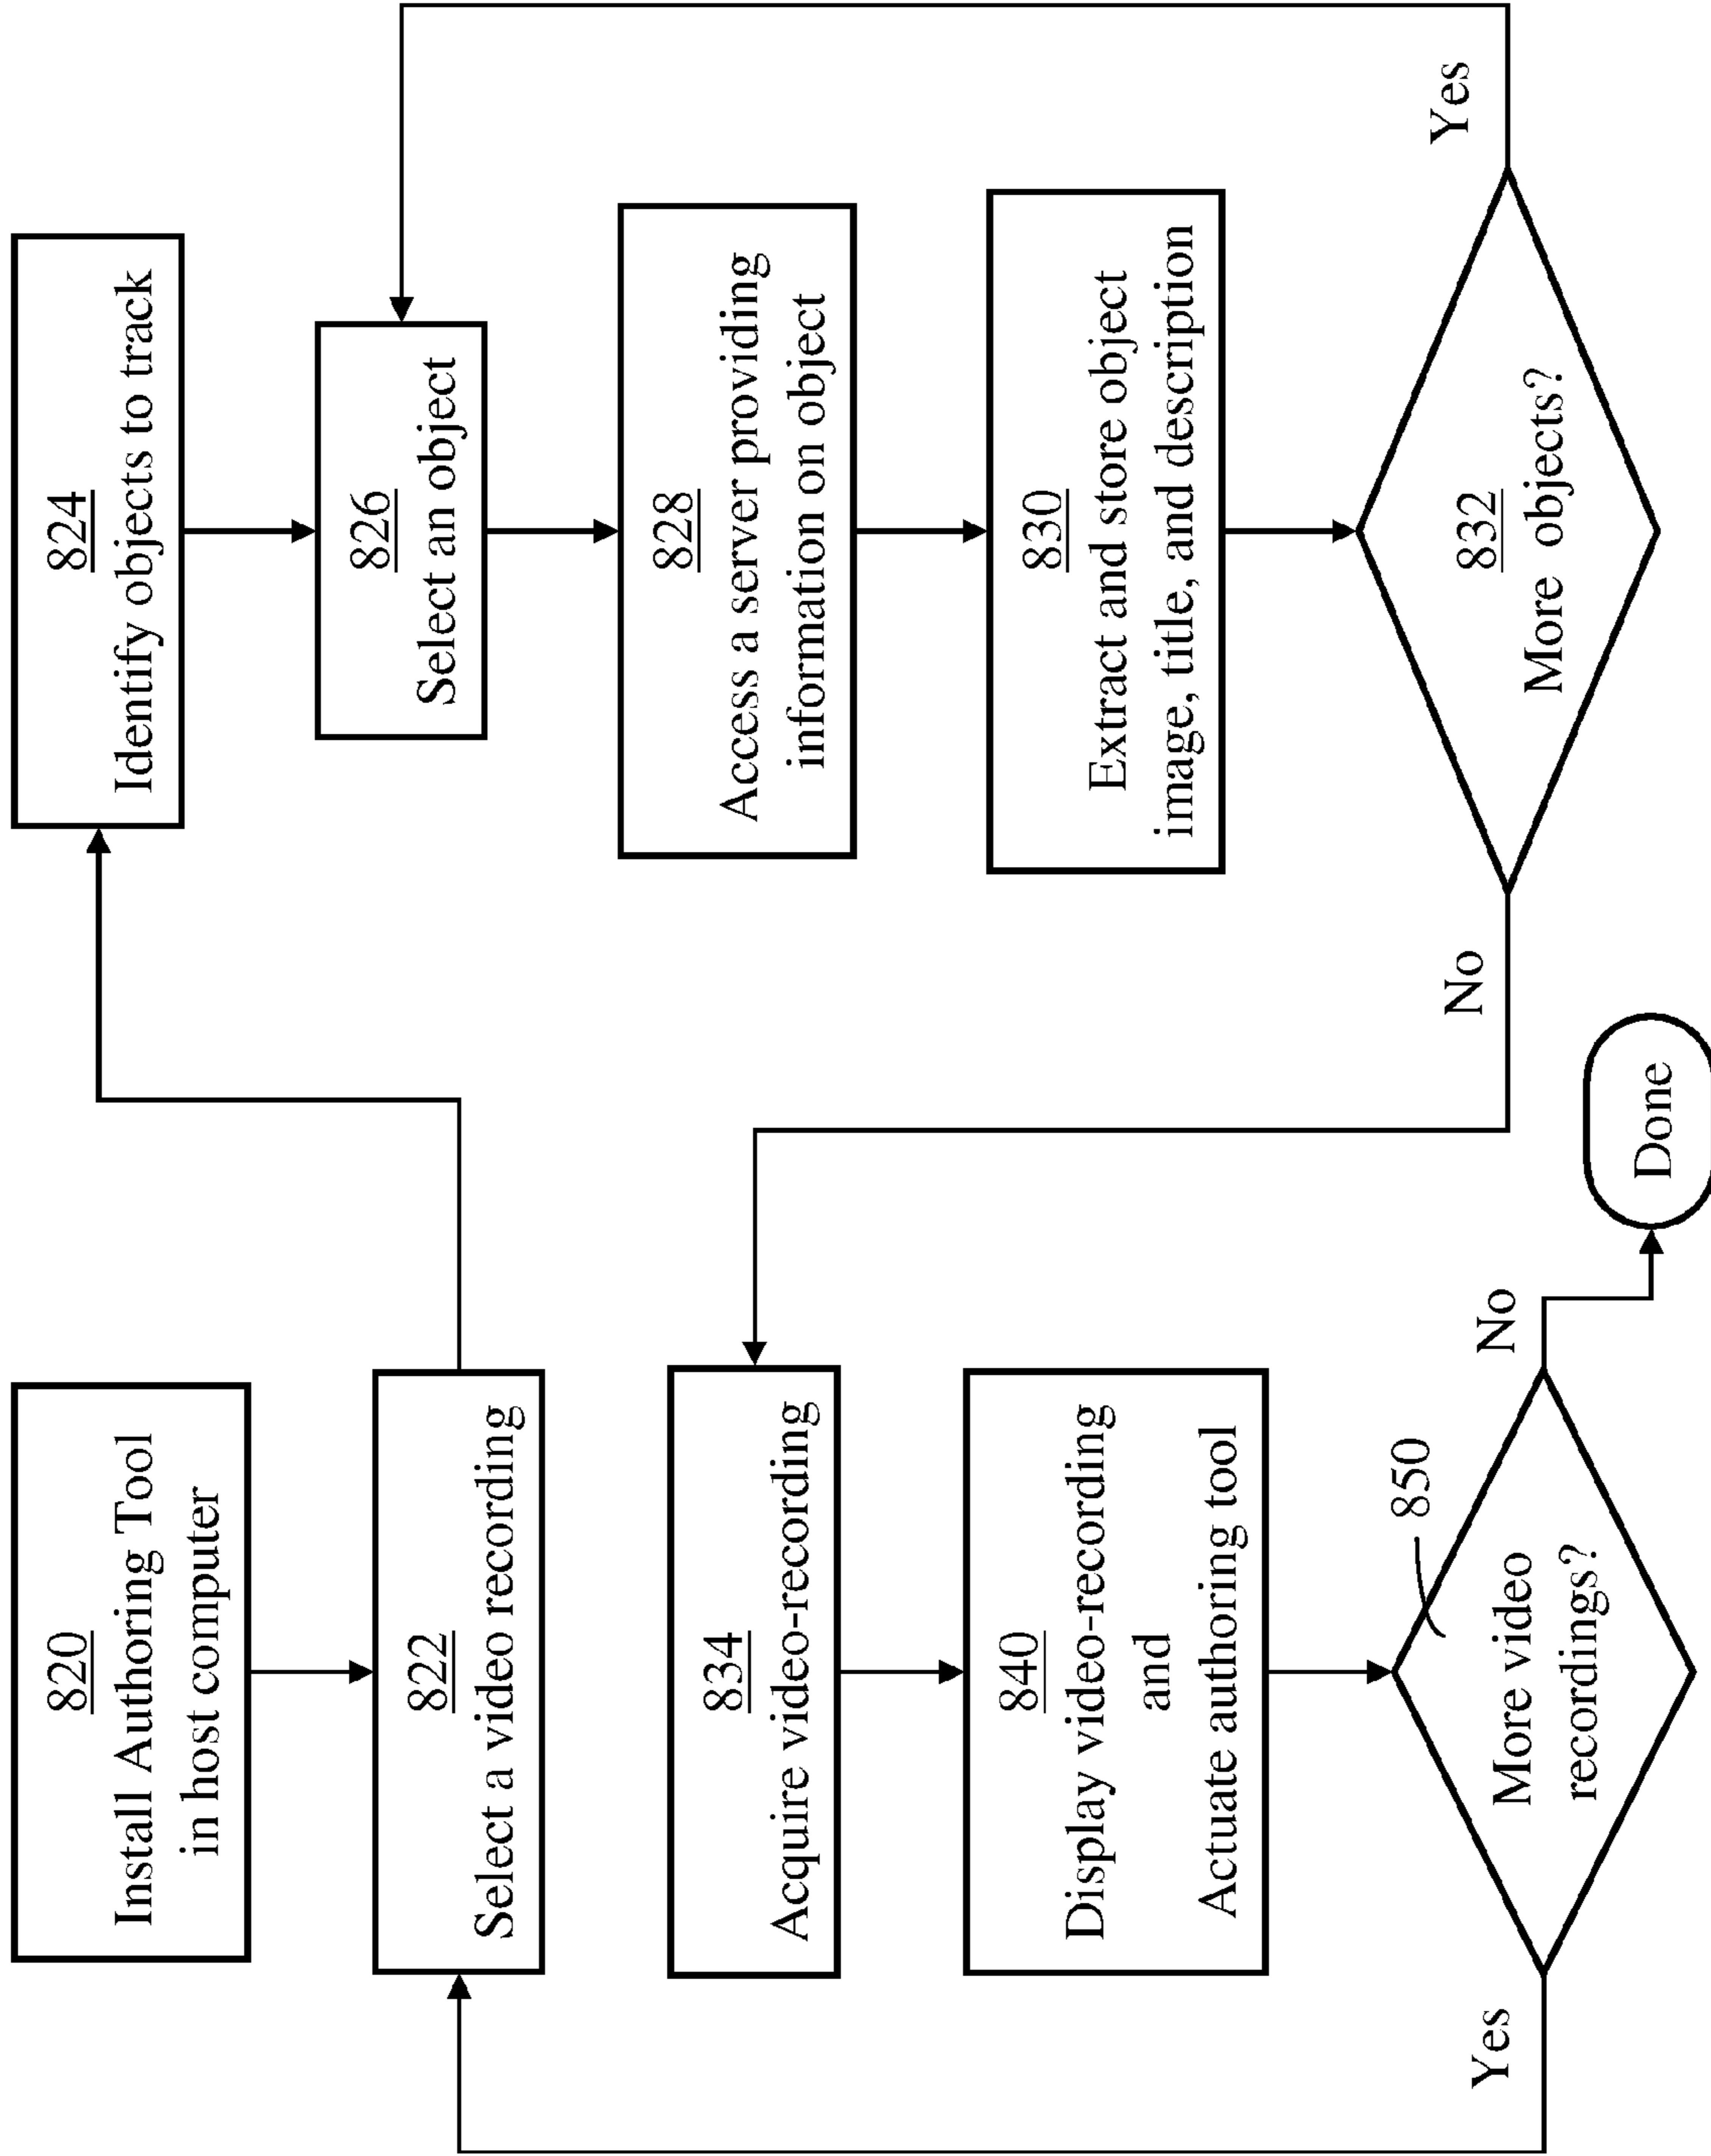 820
Install Authoring Tool
in host computer
822
Select a video recording
824
Identify objects to track
826
Select an object
828
Access a server providing
information on object
830
Extract and store object
image, title, and description
832
More objects?
Yes
No
834
Acquire video-recording
840
Display video-recording
and
Actuate authoring tool
850
More video
recordings?
Yes
No
Done